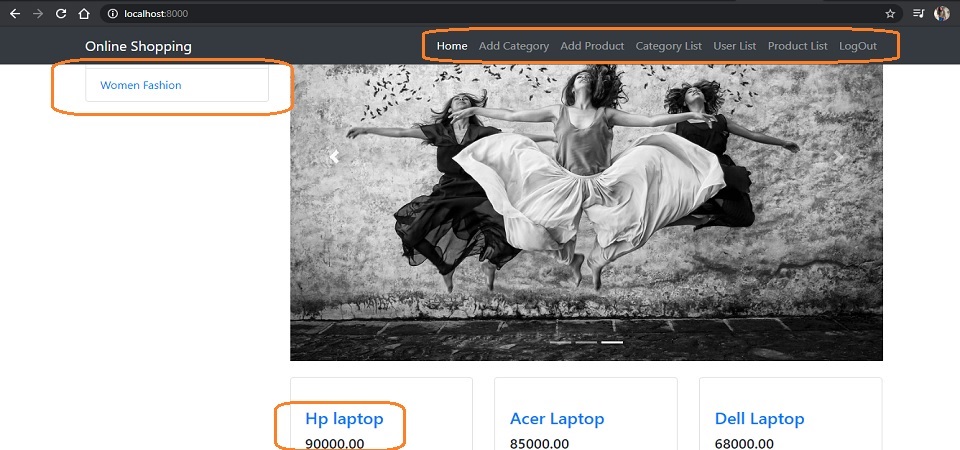 localhost:8000
Online Shopping
Home Add Category Add Product Category List User List Product List LogOut
Women Fashion
Hp laptop Acer Laptop Dell Laptop
90000.00 85000.00 68000.00